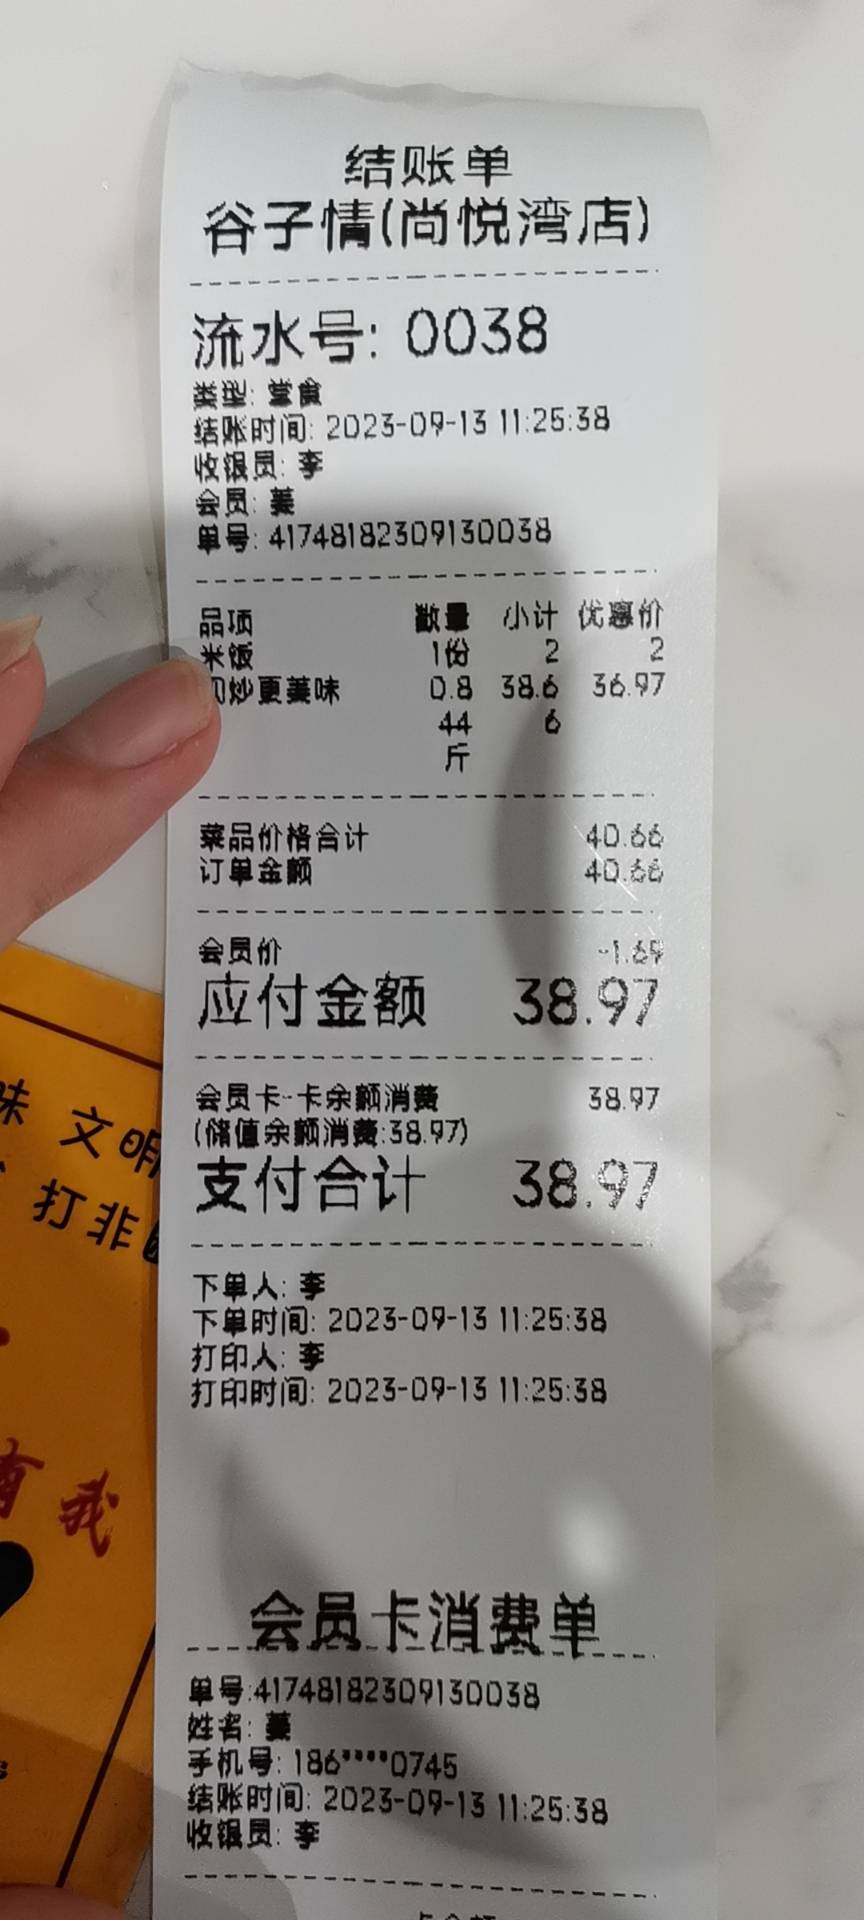 结账单
谷子情(尚悦湾店)
流水号: 0038
类型: 堂食
结账时间: 2023-09-13 11:25:38
收银员: 李
会员: 姜
单号: 41748182309130038
品项 数量 小计 优惠价
米饭 1份 2 2
炒更美味 0.8 38.6 36.97
44 6
斤
菜品价格合计 40.66
订单金额 40.66
会员价 -1.69
应付金额 38.97
会员卡-卡余额消费 38.97
(储值余额消费:38.97)
支付合计 38.97
下单人: 李
下单时间: 2023-09-13 11:25:38
打印人: 李
打印时间: 2023-09-13 11:25:38
会员卡消费单
单号:41748182309130038
姓名: 姜
手机号: 186****0745
结账时间: 2023-09-13 11:25:38
收银员: 李
味 文明
打非
有我